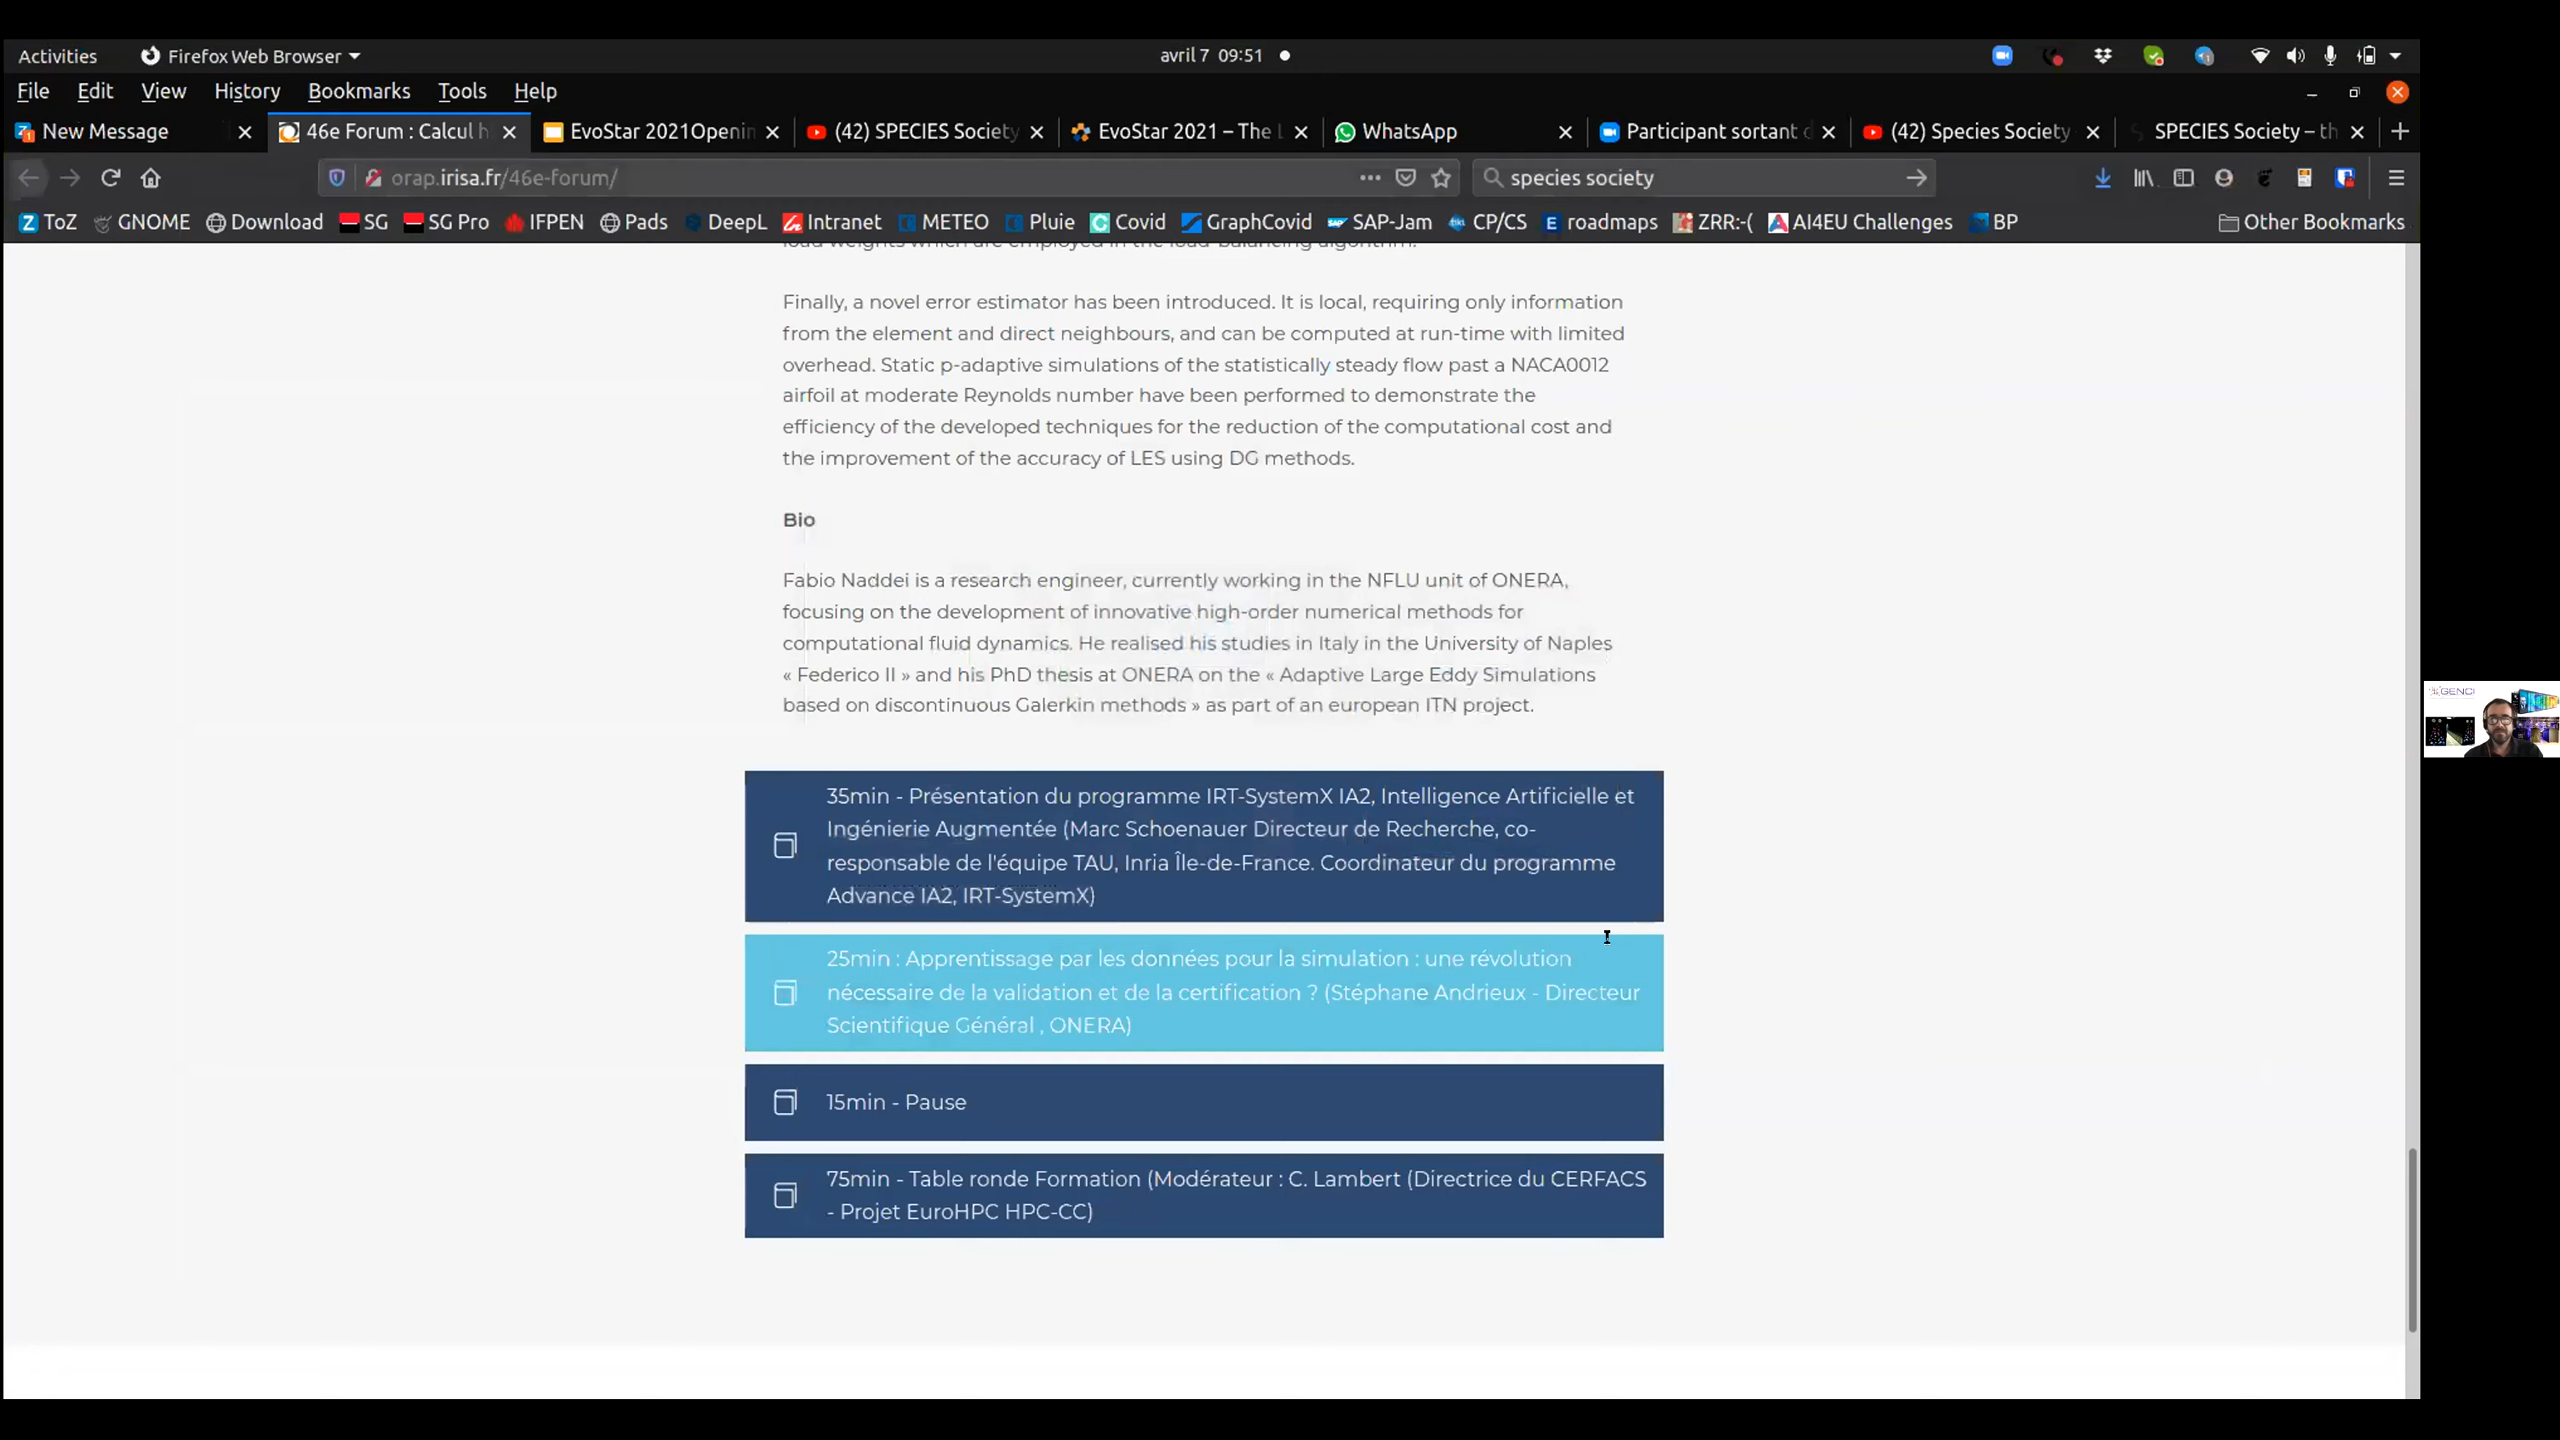 Activities Firefox Web Browser avril 7 09:51
File Edit View History Bookmarks Tools Help
New Message 46e Forum : Calcul h EvoStar 2021Openin (42) SPECIES Society EvoStar 2021 – The L WhatsApp Participant sortant d (42) Species Society SPECIES Society – th
orap.irisa.fr/46e-forum/ species society
ToZ GNOME Download SG SG Pro IFPEN Pads DeepL Intranet METEO Pluie Covid GraphCovid SAP-Jam CP/CS roadmaps ZRR:-( AI4EU Challenges BP Other Bookmarks
load weights which are employed in the load-balancing algorithm.
Finally, a novel error estimator has been introduced. It is local, requiring only information
from the element and direct neighbours, and can be computed at run-time with limited
overhead. Static p-adaptive simulations of the statistically steady flow past a NACA0012
airfoil at moderate Reynolds number have been performed to demonstrate the
efficiency of the developed techniques for the reduction of the computational cost and
the improvement of the accuracy of LES using DG methods.
Bio
Fabio Naddei is a research engineer, currently working in the NFLU unit of ONERA,
focusing on the development of innovative high-order numerical methods for
computational fluid dynamics. He realised his studies in Italy in the University of Naples
« Federico II » and his PhD thesis at ONERA on the « Adaptive Large Eddy Simulations
based on discontinuous Galerkin methods » as part of an european ITN project.
35min - Présentation du programme IRT-SystemX IA2, Intelligence Artificielle et
Ingénierie Augmentée (Marc Schoenauer Directeur de Recherche, co-
responsable de l'équipe TAU, Inria Île-de-France. Coordinateur du programme
Advance IA2, IRT-SystemX)
25min : Apprentissage par les données pour la simulation : une révolution
nécessaire de la validation et de la certification ? (Stéphane Andrieux - Directeur
Scientifique Général , ONERA)
15min - Pause
75min - Table ronde Formation (Modérateur : C. Lambert (Directrice du CERFACS
- Projet EuroHPC HPC-CC)
GENCI